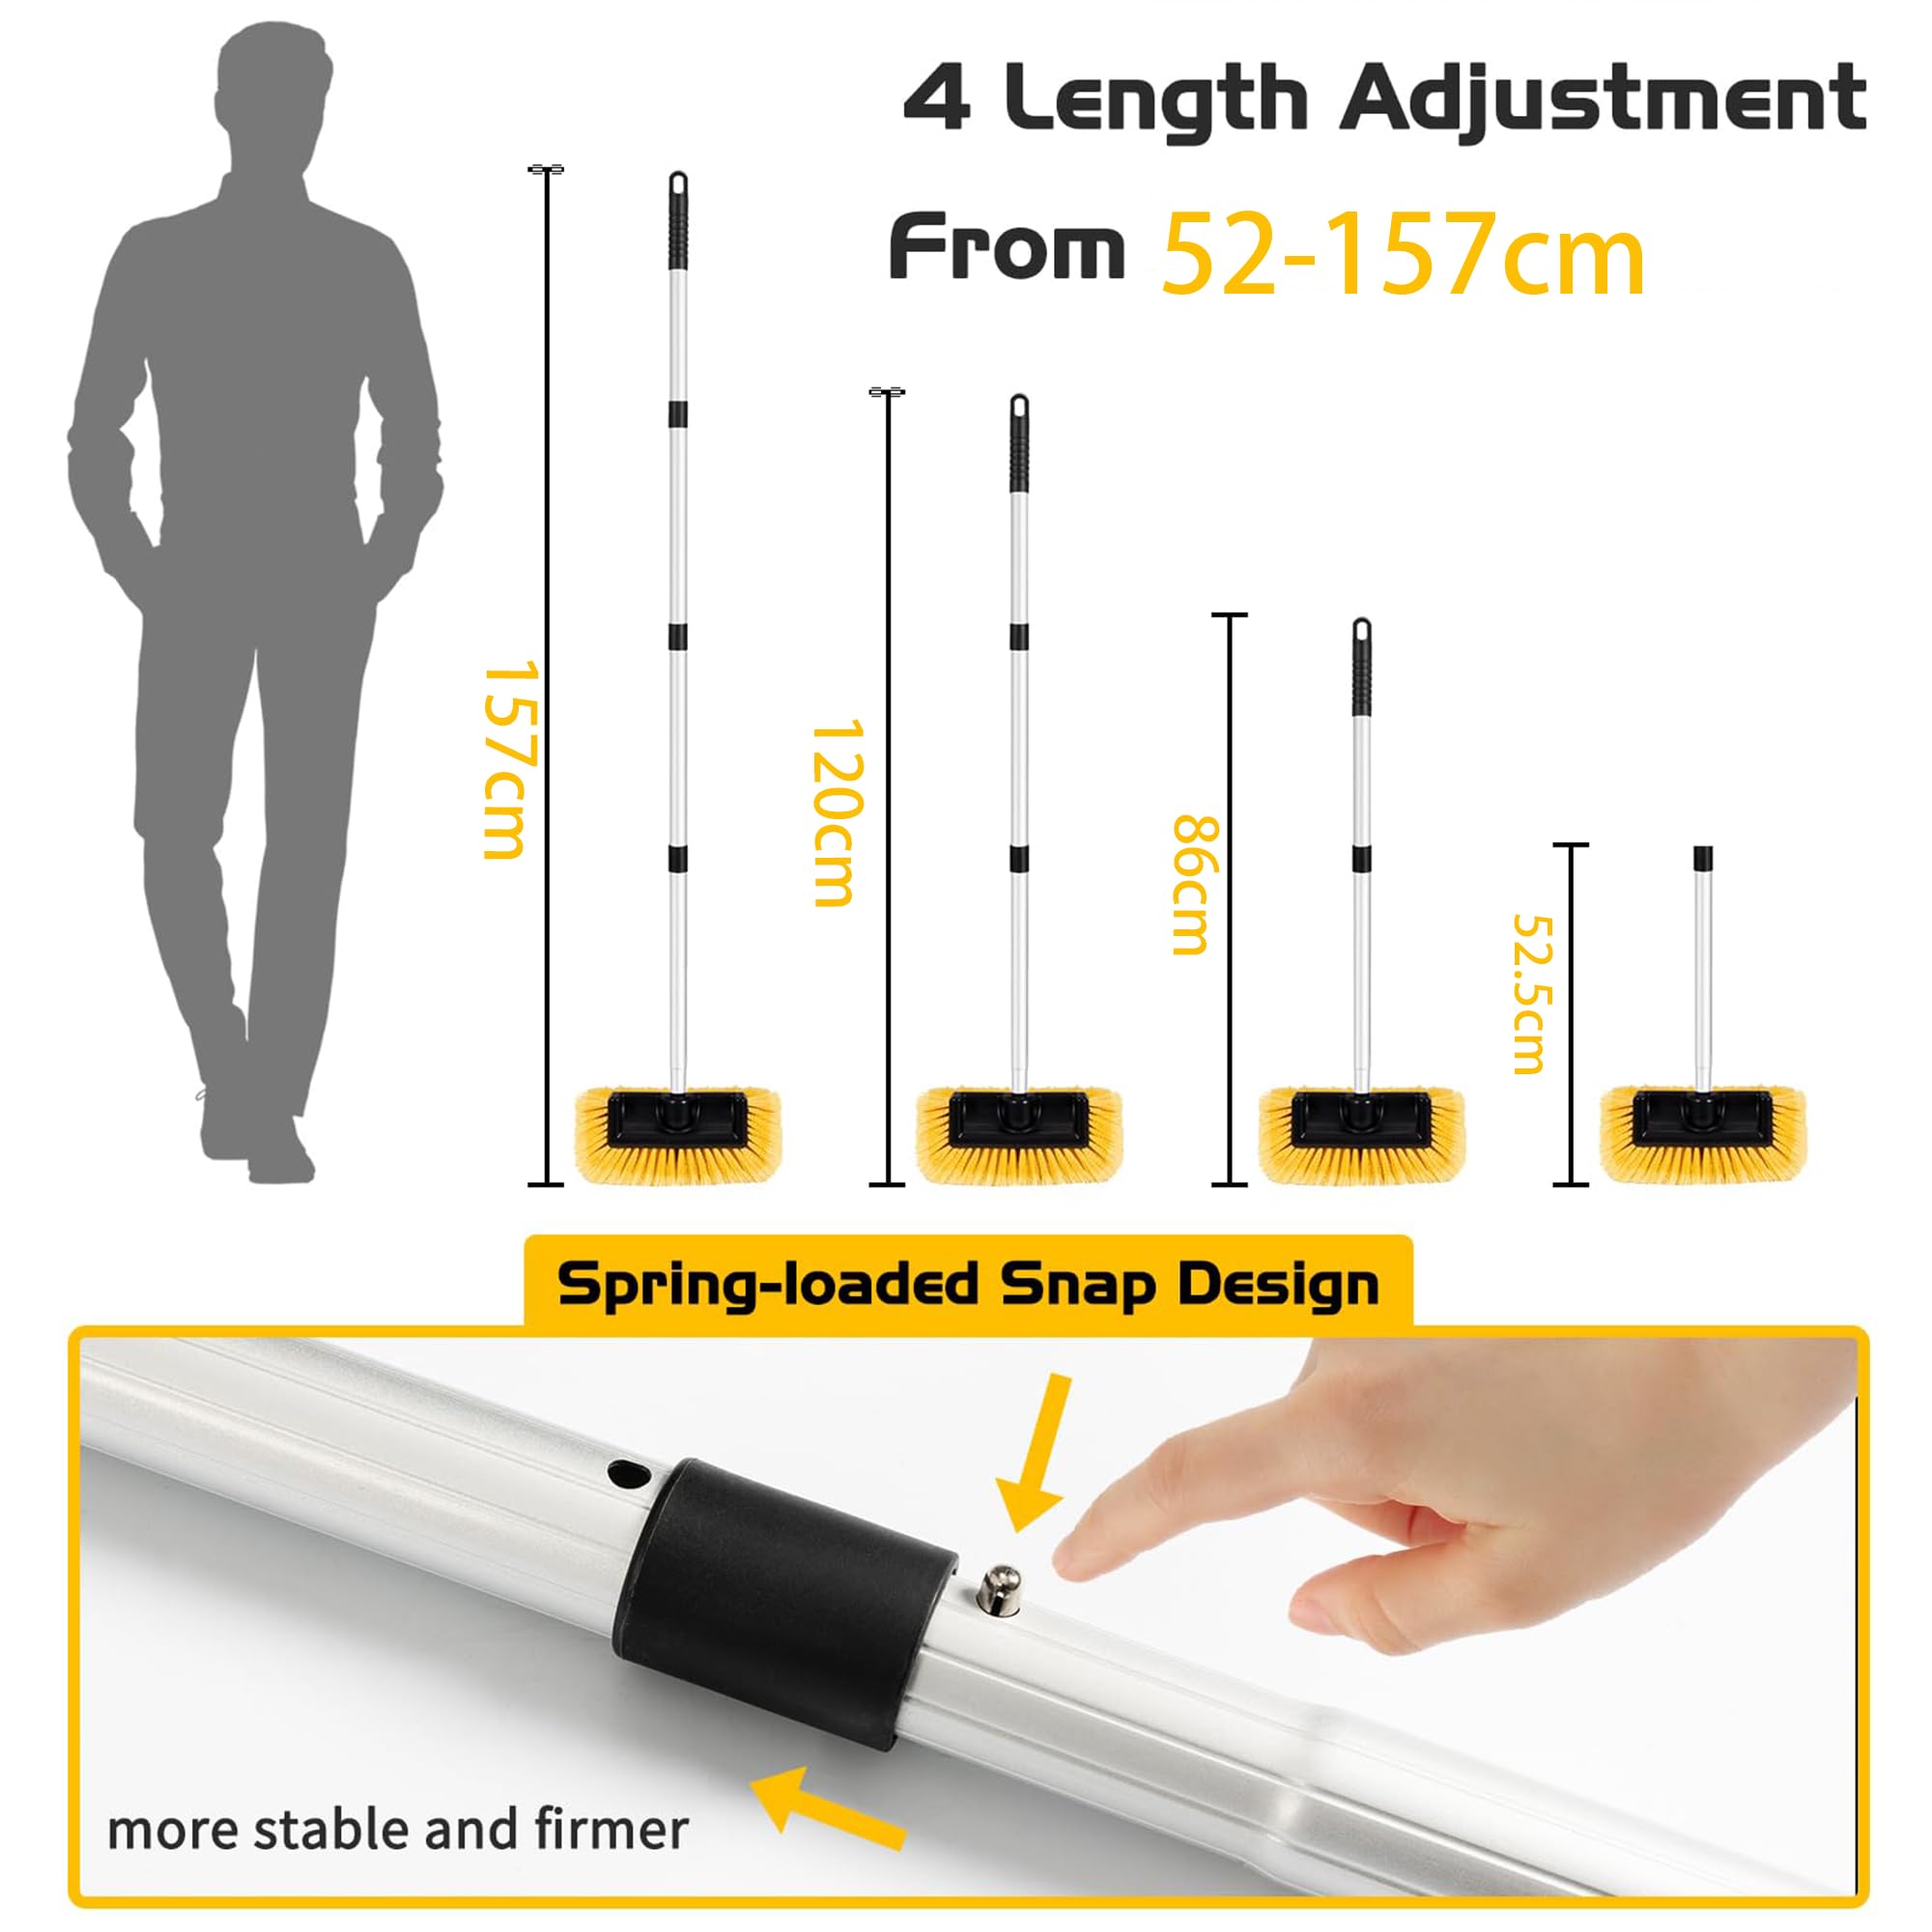 4 Length Adjustment
From 52-157cm
157cm
120cm
86cm
52.5cm
Spring-loaded Snap Design
more stable and firmer